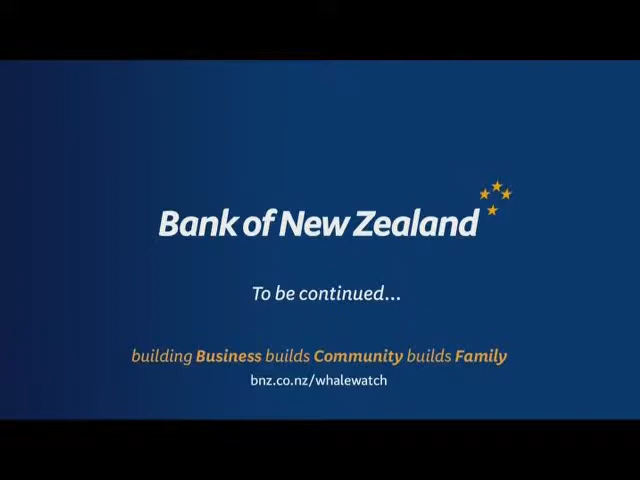 Bank of New Zealand
To be continued...
building Business builds Community builds Family
bnz.co.nz/whalewatch